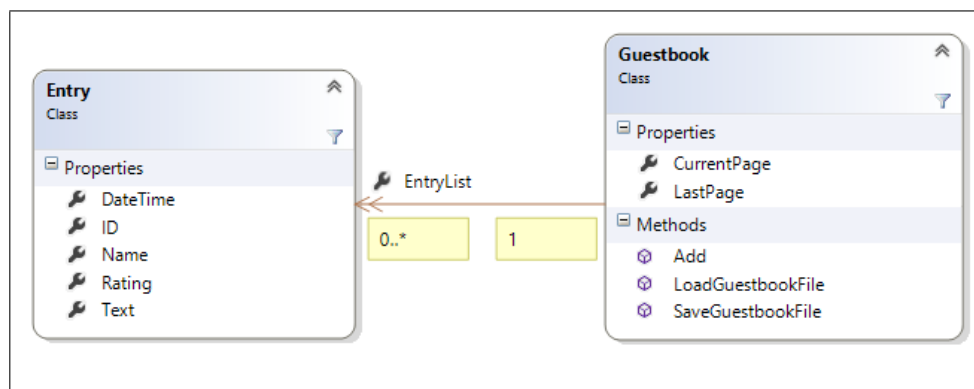 Entry
Class
Properties
DateTime
ID
Name
Rating
Text
EntryList
0..*
1
Guestbook
Class
Properties
CurrentPage
LastPage
Methods
Add
LoadGuestbookFile
SaveGuestbookFile